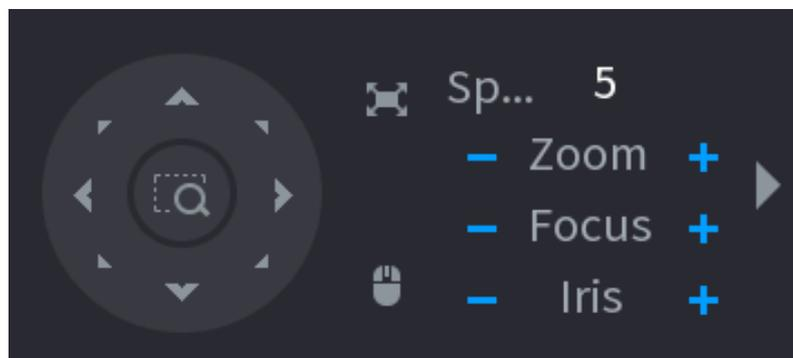 Sp... 5
− Zoom +
− Focus +
− Iris +